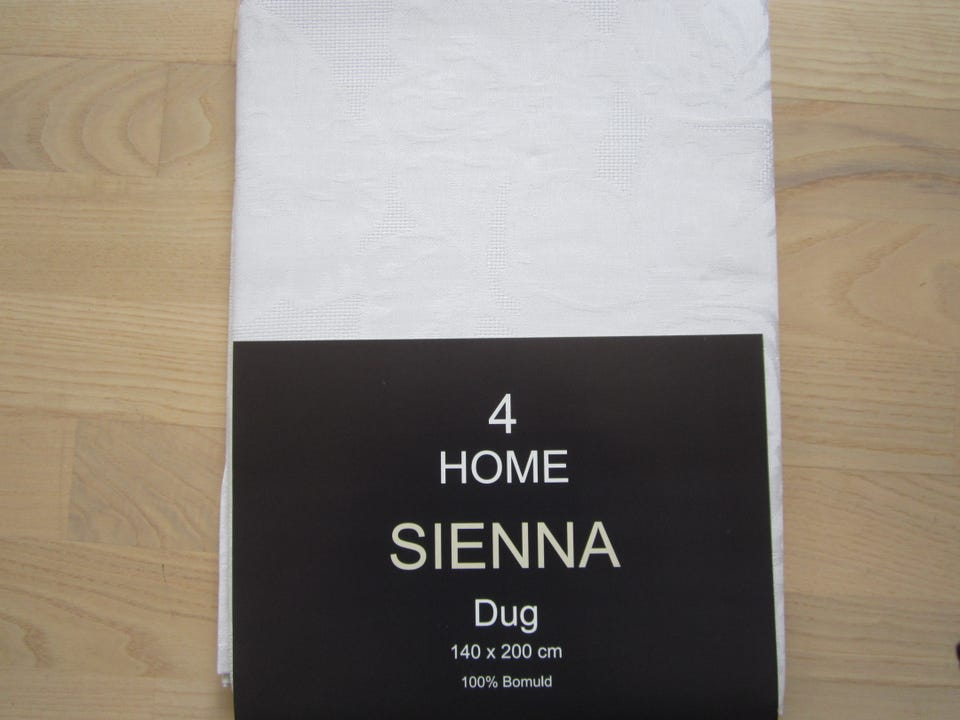 4
HOME
SIENNA
Dug
140 x 200 cm
100% Bomuld